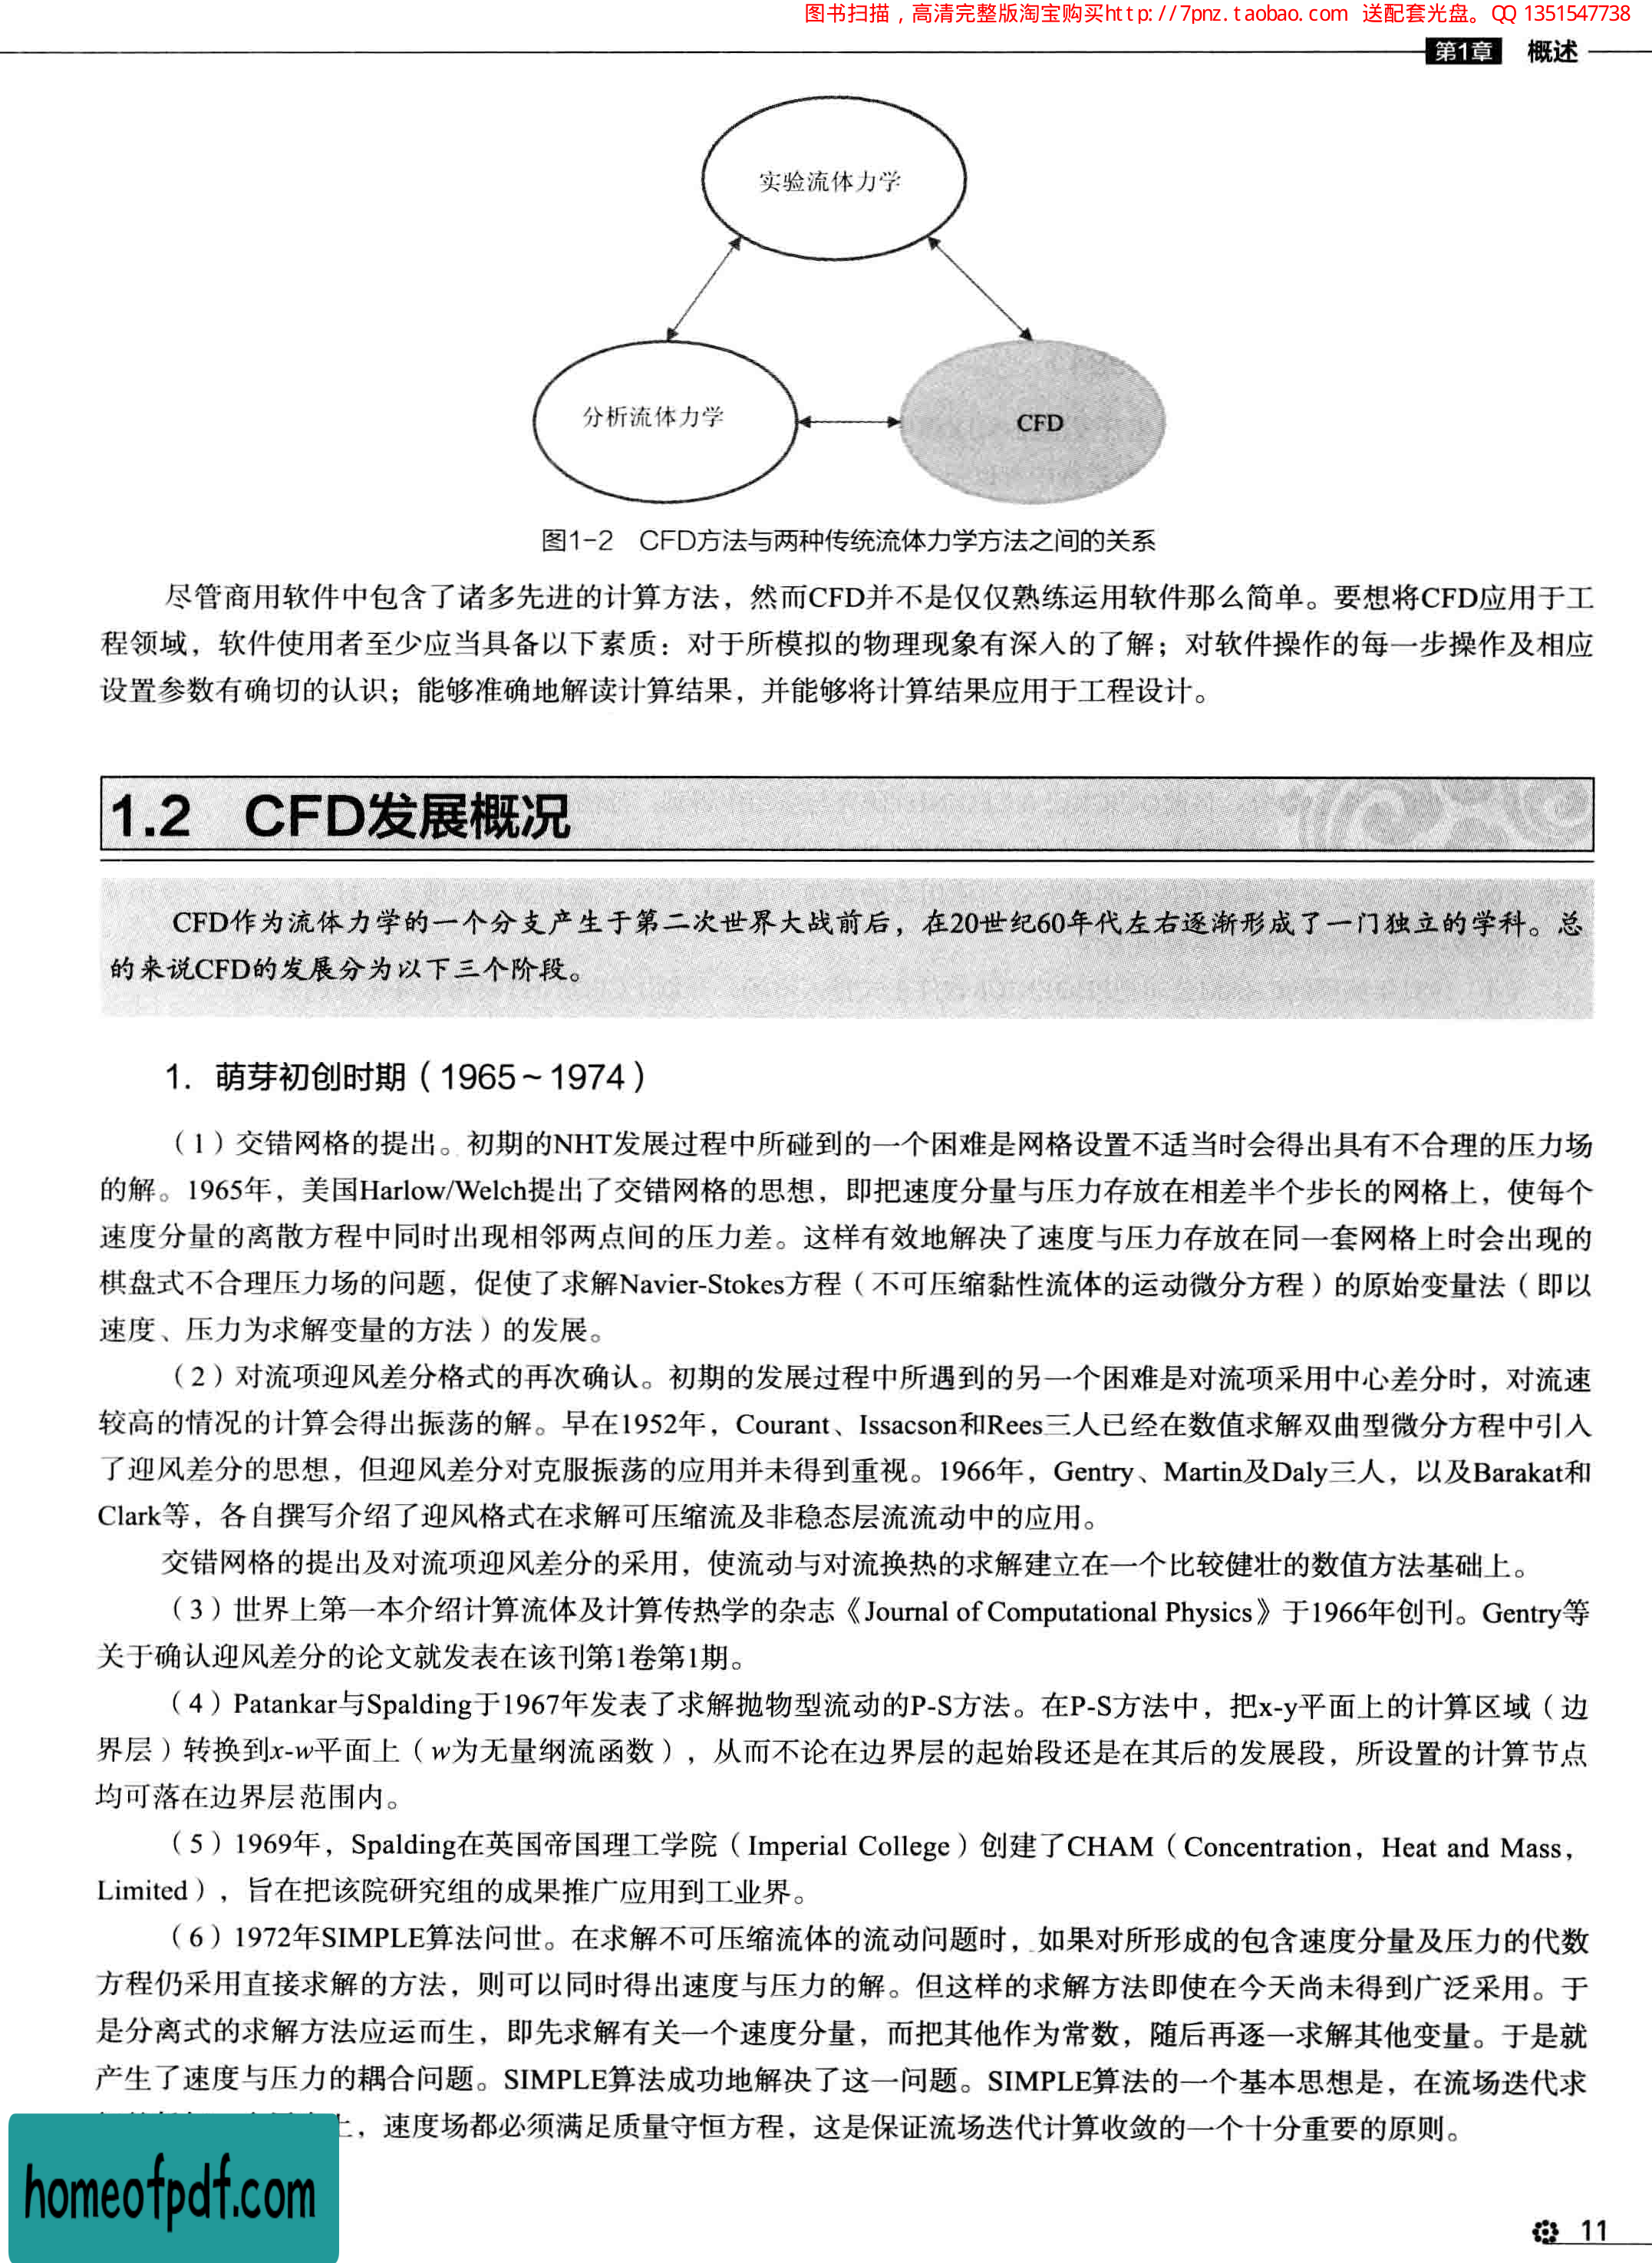 图书扫描，高清完整版淘宝购买http://7pnz.taobao.com 送配套光盘。QQ 1351547738
第1章 概述
实验流体力学
分析流体力学
CFD
图1-2 CFD方法与两种传统流体力学方法之间的关系
尽管商用软件中包含了诸多先进的计算方法，然而CFD并不是仅仅熟练运用软件那么简单。要想将CFD应用于工
程领域，软件使用者至少应当具备以下素质：对于所模拟的物理现象有深入的了解；对软件操作的每一步操作及相应
设置参数有确切的认识；能够准确地解读计算结果，并能够将计算结果应用于工程设计。
1.2 CFD发展概况
CFD作为流体力学的一个分支产生于第二次世界大战前后，在20世纪60年代左右逐渐形成了一门独立的学科。总
的来说CFD的发展分为以下三个阶段。
1. 萌芽初创时期（1965～1974）
（1）交错网格的提出。初期的NHT发展过程中所碰到的一个困难是网格设置不适当时会得出具有不合理的压力场
的解。1965年，美国Harlow/Welch提出了交错网格的思想，即把速度分量与压力存放在相差半个步长的网格上，使每个
速度分量的离散方程中同时出现相邻两点间的压力差。这样有效地解决了速度与压力存放在同一套网格上时会出现的
棋盘式不合理压力场的问题，促使了求解Navier-Stokes方程（不可压缩黏性流体的运动微分方程）的原始变量法（即以
速度、压力为求解变量的方法）的发展。
（2）对流项迎风差分格式的再次确认。初期的发展过程中所遇到的另一个困难是对流项采用中心差分时，对流速
较高的情况的计算会得出振荡的解。早在1952年，Courant、Issacson和Rees三人已经在数值求解双曲型微分方程中引入
了迎风差分的思想，但迎风差分对克服振荡的应用并未得到重视。1966年，Gentry、Martin及Daly三人，以及Barakat和
Clark等，各自撰写介绍了迎风格式在求解可压缩流及非稳态层流流动中的应用。
交错网格的提出及对流项迎风差分的采用，使流动与对流换热的求解建立在一个比较健壮的数值方法基础上。
（3）世界上第一本介绍计算流体及计算传热学的杂志《Journal of Computational Physics》于1966年创刊。Gentry等
关于确认迎风差分的论文就发表在该刊第1卷第1期。
（4）Patankar与Spalding于1967年发表了求解抛物型流动的P-S方法。在P-S方法中，把x-y平面上的计算区域（边
界层）转换到x-w平面上（w为无量纲流函数），从而不论在边界层的起始段还是在其后的发展段，所设置的计算节点
均可落在边界层范围内。
（5）1969年，Spalding在英国帝国理工学院（Imperial College）创建了CHAM（Concentration，Heat and Mass，
Limited），旨在把该院研究组的成果推广应用到工业界。
（6）1972年SIMPLE算法问世。在求解不可压缩流体的流动问题时，如果对所形成的包含速度分量及压力的代数
方程仍采用直接求解的方法，则可以同时得出速度与压力的解。但这样的求解方法即使在今天尚未得到广泛采用。于
是分离式的求解方法应运而生，即先求解有关一个速度分量，而把其他作为常数，随后再逐一求解其他变量。于是就
产生了速度与压力的耦合问题。SIMPLE算法成功地解决了这一问题。SIMPLE算法的一个基本思想是，在流场迭代求
上，速度场都必须满足质量守恒方程，这是保证流场迭代计算收敛的一个十分重要的原则。
homeofpdf.com
11